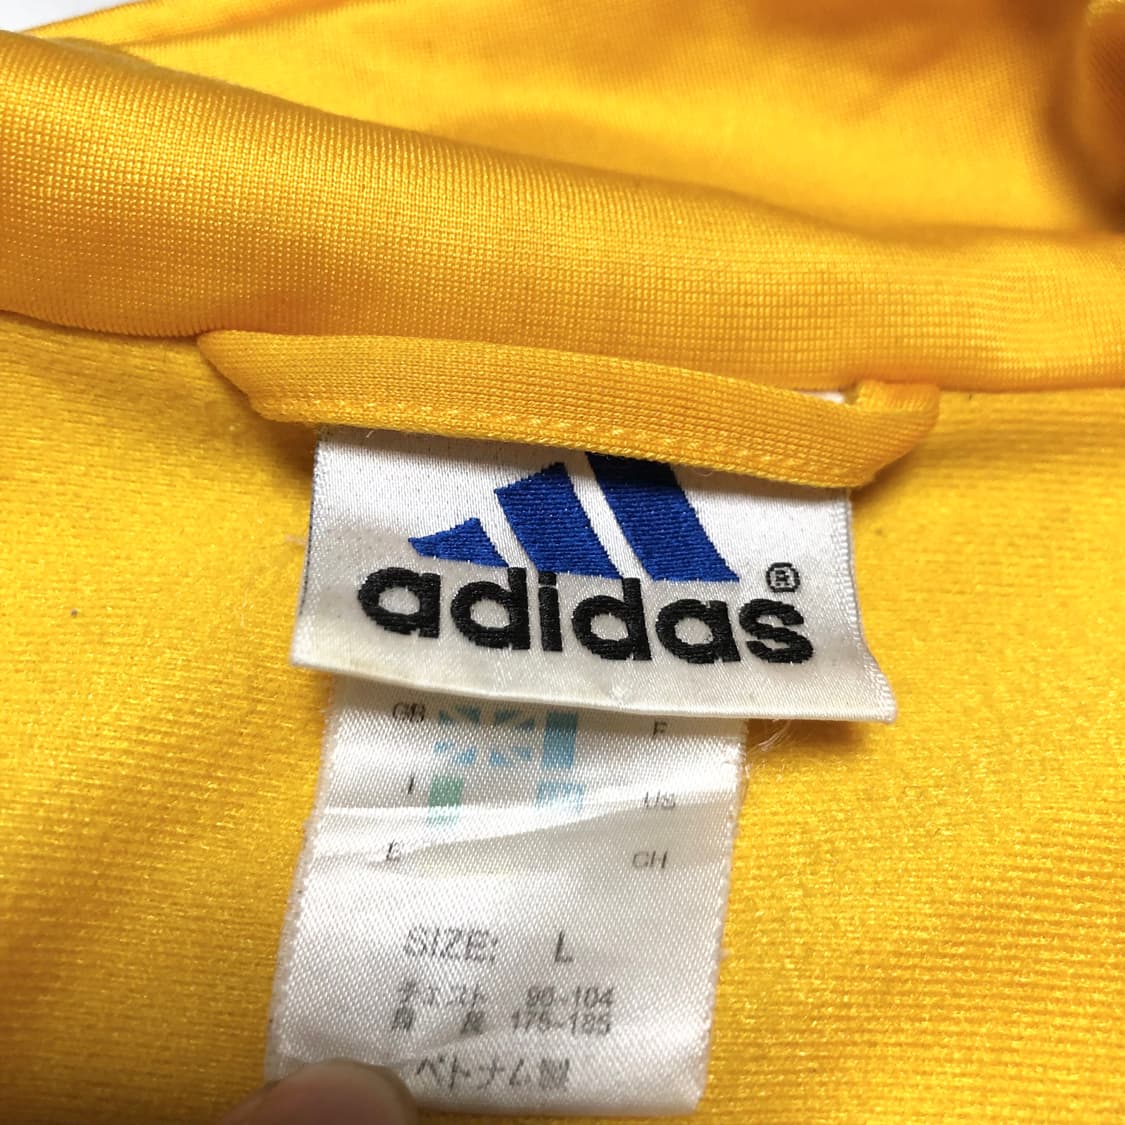 adidas®
GB F
I US
E CH
SIZE: L
チェスト 96-104
身 長 175-185
ベトナム製